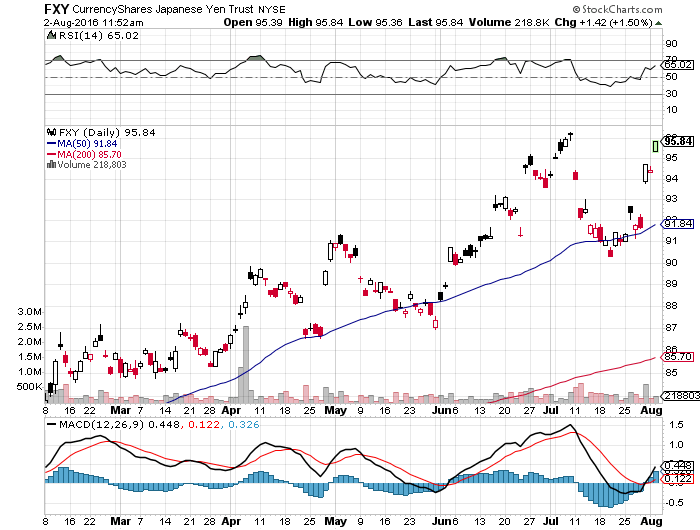 FXY CurrencyShares Japanese Yen Trust NYSE © StockCharts.com
2-Aug-2016 11:52am Open 95.39 High 95.84 Low 95.36 Last 95.84 Volume 218.8K Chg +1.42 (+1.50%)
RSI(14) 65.02
90
70
65.02
50
30
10
FXY (Daily) 95.84
MA(50) 91.84
MA(200) 85.70
Volume 218,803
95.84
95
94
93
92
91.84
91
90
89
88
87
86
85.70
85
218803
3.0M
2.5M
2.0M
1.5M
1.0M
500K
8 16 22 Mar 7 14 21 28 Apr 11 18 25 May 9 16 23 Jun 6 13 20 27 Jul 11 18 25 Aug
MACD(12,26,9) 0.448, 0.122, 0.326
1.5
1.0
0.448
0.122
-0.5
8 16 22 Mar 7 14 21 28 Apr 11 18 25 May 9 16 23 Jun 6 13 20 27 Jul 11 18 25 Aug